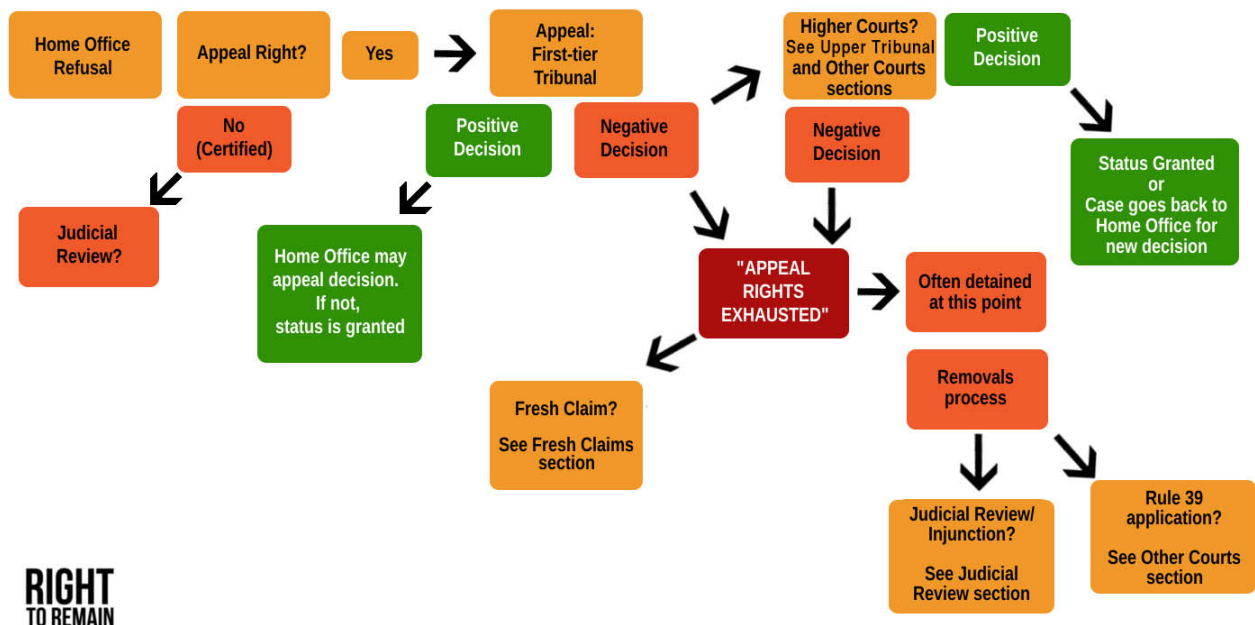 Home Office
Refusal
Appeal Right?
Yes
Appeal:
First-tier
Tribunal
Higher Courts?
See Upper Tribunal
and Other Courts
sections
Positive
Decision
No
(Certified)
Positive
Decision
Negative
Decision
Negative
Decision
Status Granted
or
Case goes back to
Home Office for
new decision
Judicial
Review?
Home Office may
appeal decision.
If not,
status is granted
"APPEAL
RIGHTS
EXHAUSTED"
Often detained
at this point
Removals
process
Fresh Claim?
See Fresh Claims
section
Judicial Review/
Injunction?
See Judicial
Review section
Rule 39
application?
See Other Courts
section
RIGHT
TO REMAIN